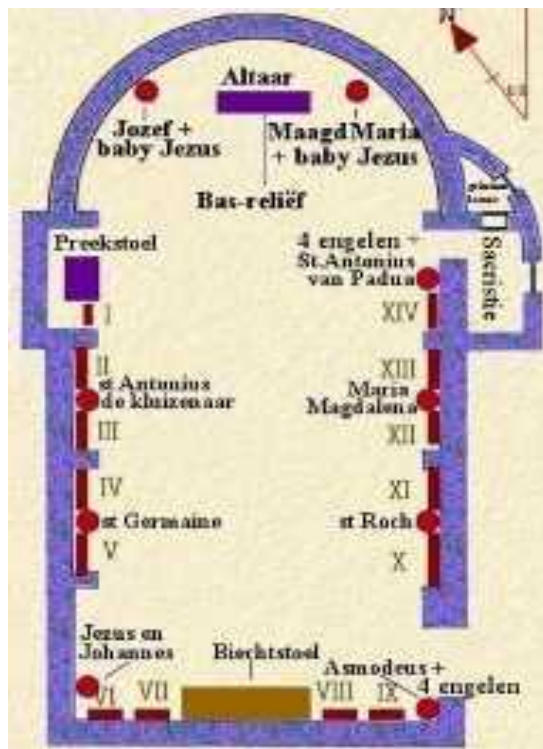 N
Altaar
Jozef +
baby Jezus
Maagd Maria
+ baby Jezus
Bas-reliëf
Preekstoel
4 engelen +
St.Antonius
van Padua
Sacristie
I
XIV
II
XIII
st Antonius
de kluizenaar
Maria
Magdalena
III
XII
IV
XI
st Germaine
st Roch
V
X
Jezus en
Johannes
Biechtstoel
Asmodeus +
4 engelen
VI
VII
VIII
IX